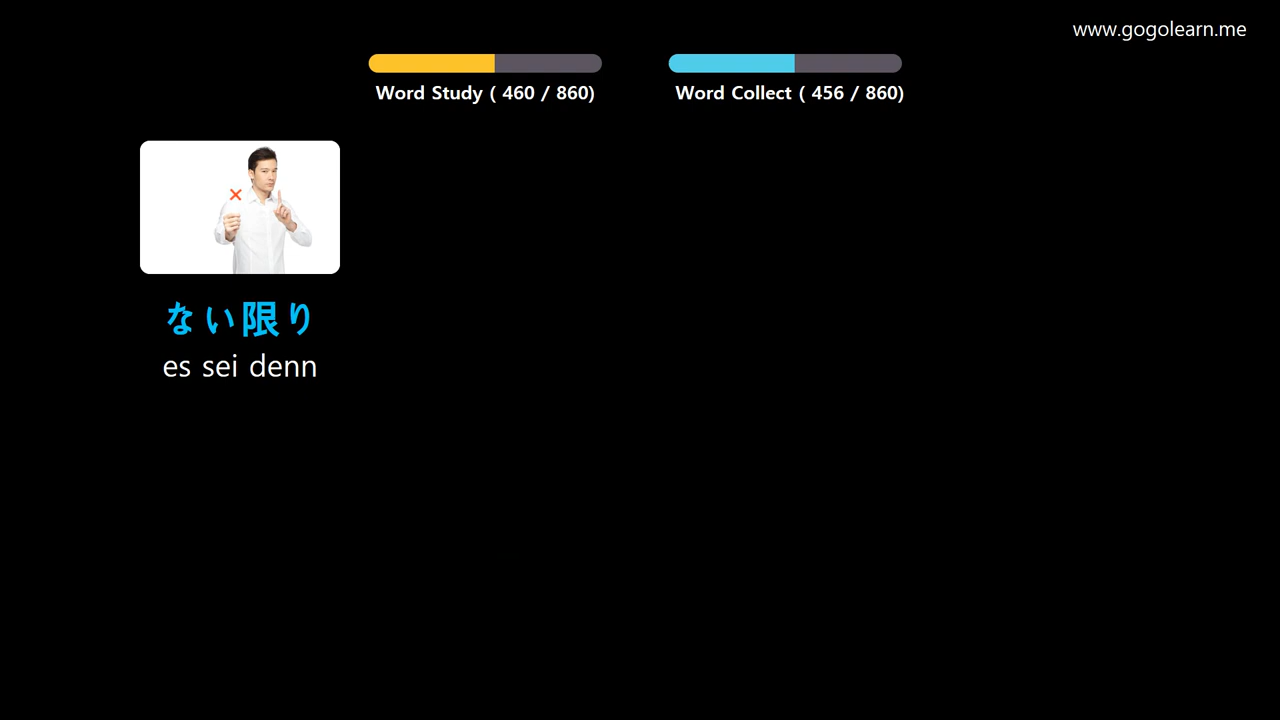 www.gogolearn.me
Word Study ( 460 / 860)
Word Collect ( 456 / 860)
ない限り
es sei denn